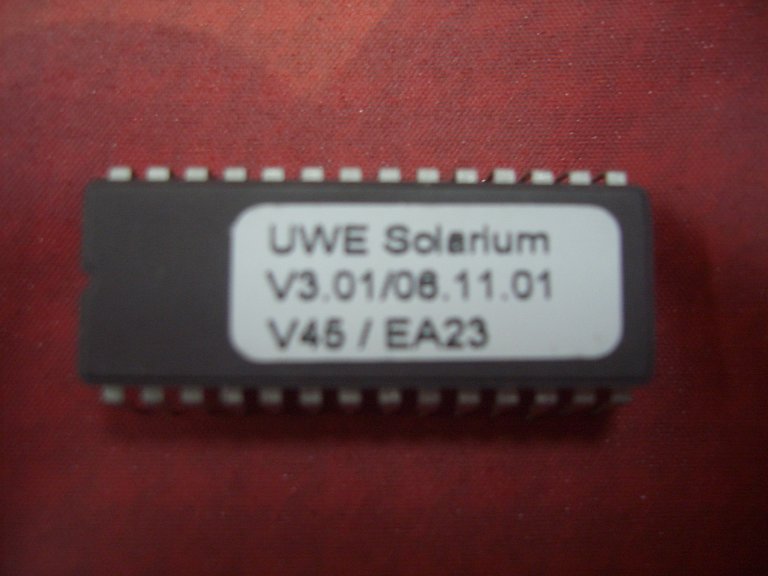 UWE Solarium
V3.01/06.11.01
V45 / EA23